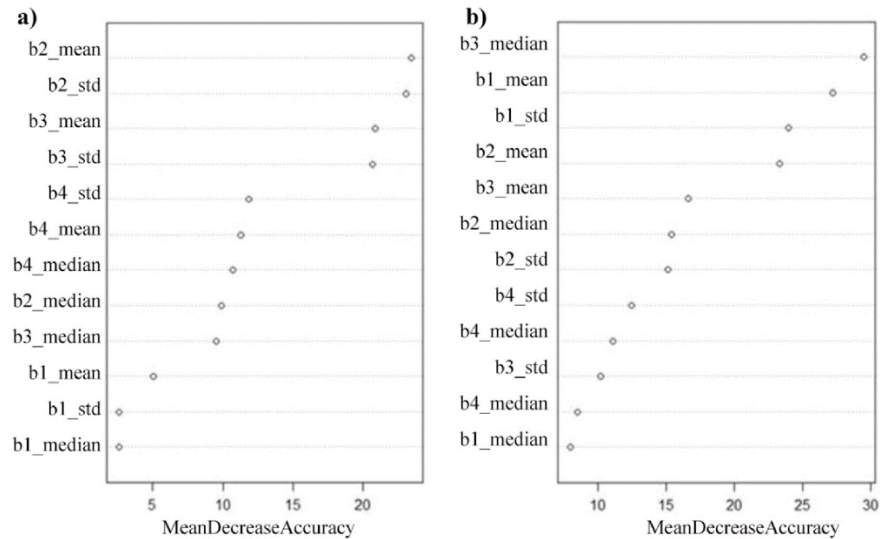 a)
b2_mean
b2_std
b3_mean
b3_std
b4_std
b4_mean
b4_median
b2_median
b3_median
b1_mean
b1_std
b1_median
5 10 15 20
MeanDecreaseAccuracy
b)
b3_median
b1_mean
b1_std
b2_mean
b3_mean
b2_median
b2_std
b4_std
b4_median
b3_std
b4_median
b1_median
10 15 20 25 30
MeanDecreaseAccuracy